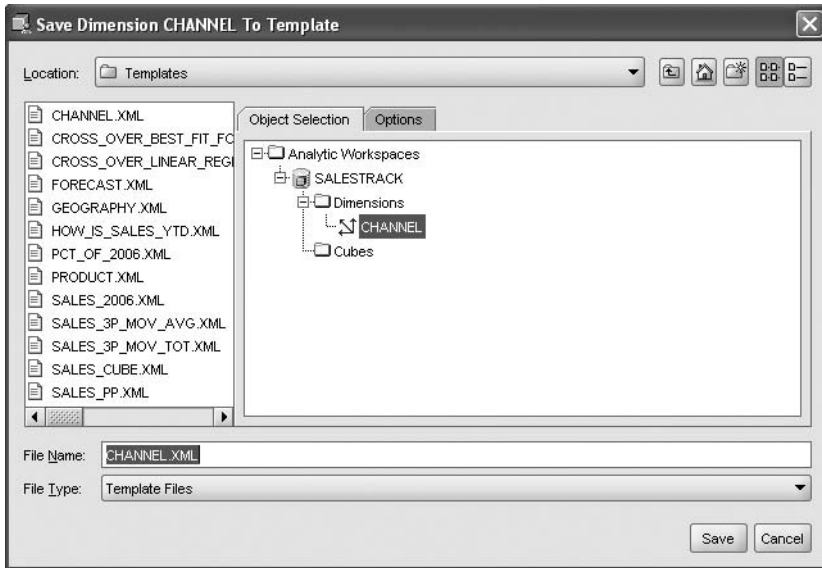 Save Dimension CHANNEL To Template
Location: Templates
CHANNEL.XML
CROSS_OVER_BEST_FIT_FC
CROSS_OVER_LINEAR_REGI
FORECAST.XML
GEOGRAPHY.XML
HOW_IS_SALES_YTD.XML
PCT_OF_2006.XML
PRODUCT.XML
SALES_2006.XML
SALES_3P_MOV_AVG.XML
SALES_3P_MOV_TOT.XML
SALES_CUBE.XML
SALES_PP.XML
Object Selection Options
Analytic Workspaces
SALESTRACK
Dimensions
CHANNEL
Cubes
File Name: CHANNEL.XML
File Type: Template Files
Save Cancel